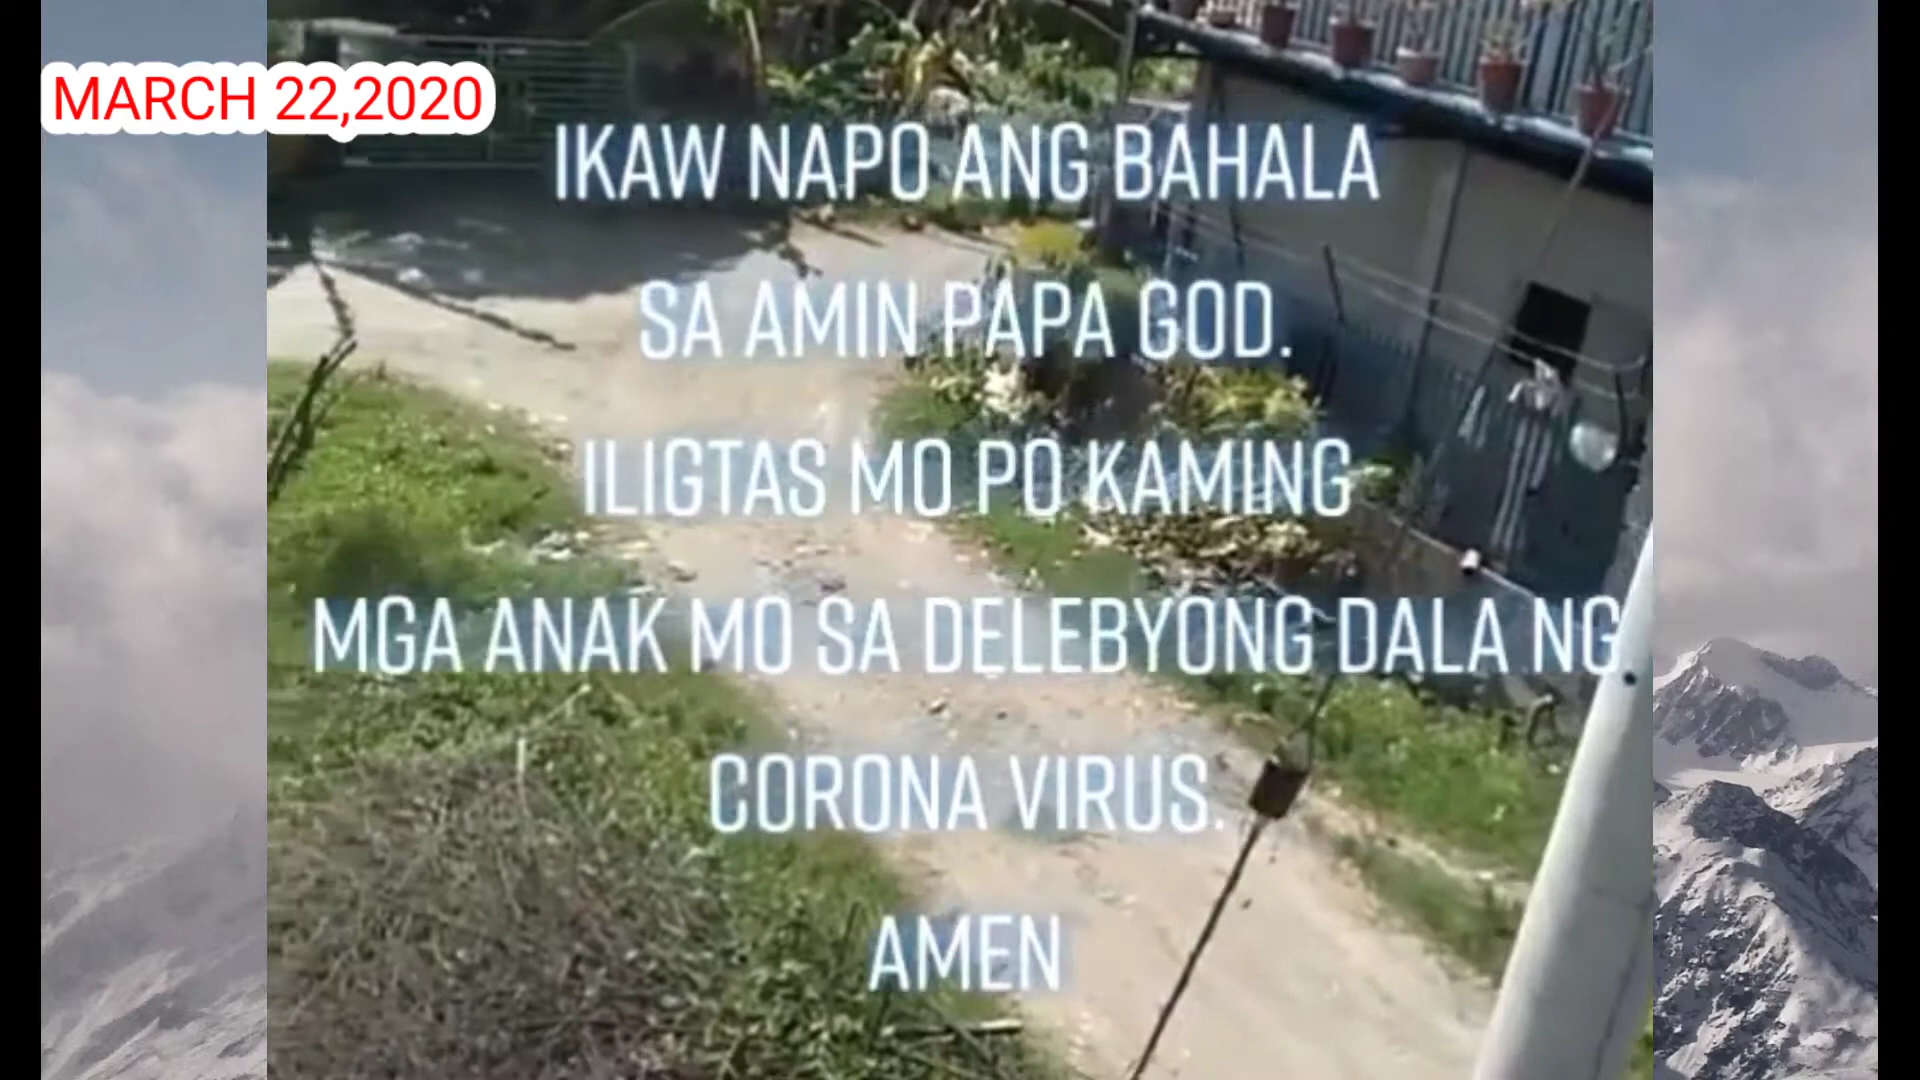 MARCH 22,2020
IKAW NAPO ANG BAHALA
SA AMIN PAPA GOD.
ILIGTAS MO PO KAMING
MGA ANAK MO SA DELEBYONG DALA NG
CORONA VIRUS.
AMEN